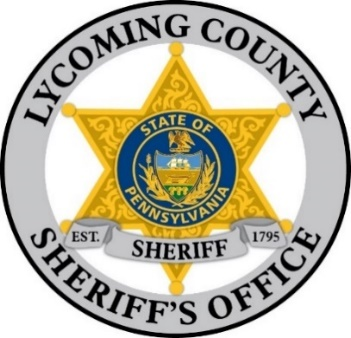 LYCOMING COUNTY
STATE OF
PENNSYLVANIA
EST. SHERIFF 1795
SHERIFF'S OFFICE